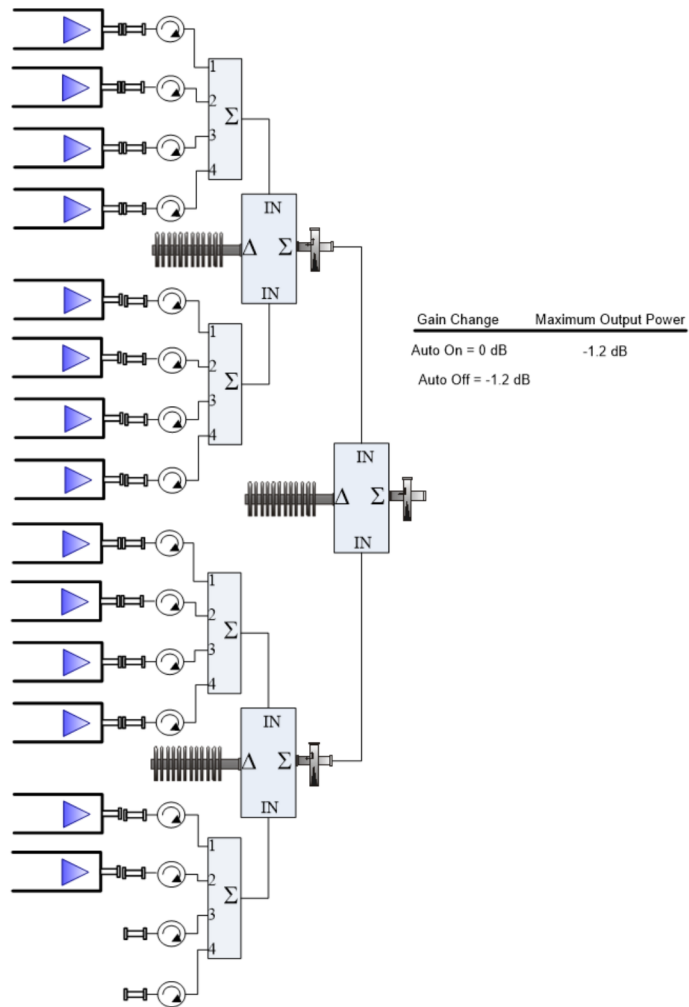 1
2
Σ
3
4
IN
Δ Σ
IN
1
2
Σ
3
4
Gain Change Maximum Output Power
Auto On = 0 dB -1.2 dB
Auto Off = -1.2 dB
IN
Δ Σ
IN
1
2
Σ
3
4
IN
Δ Σ
IN
1
2
Σ
3
4